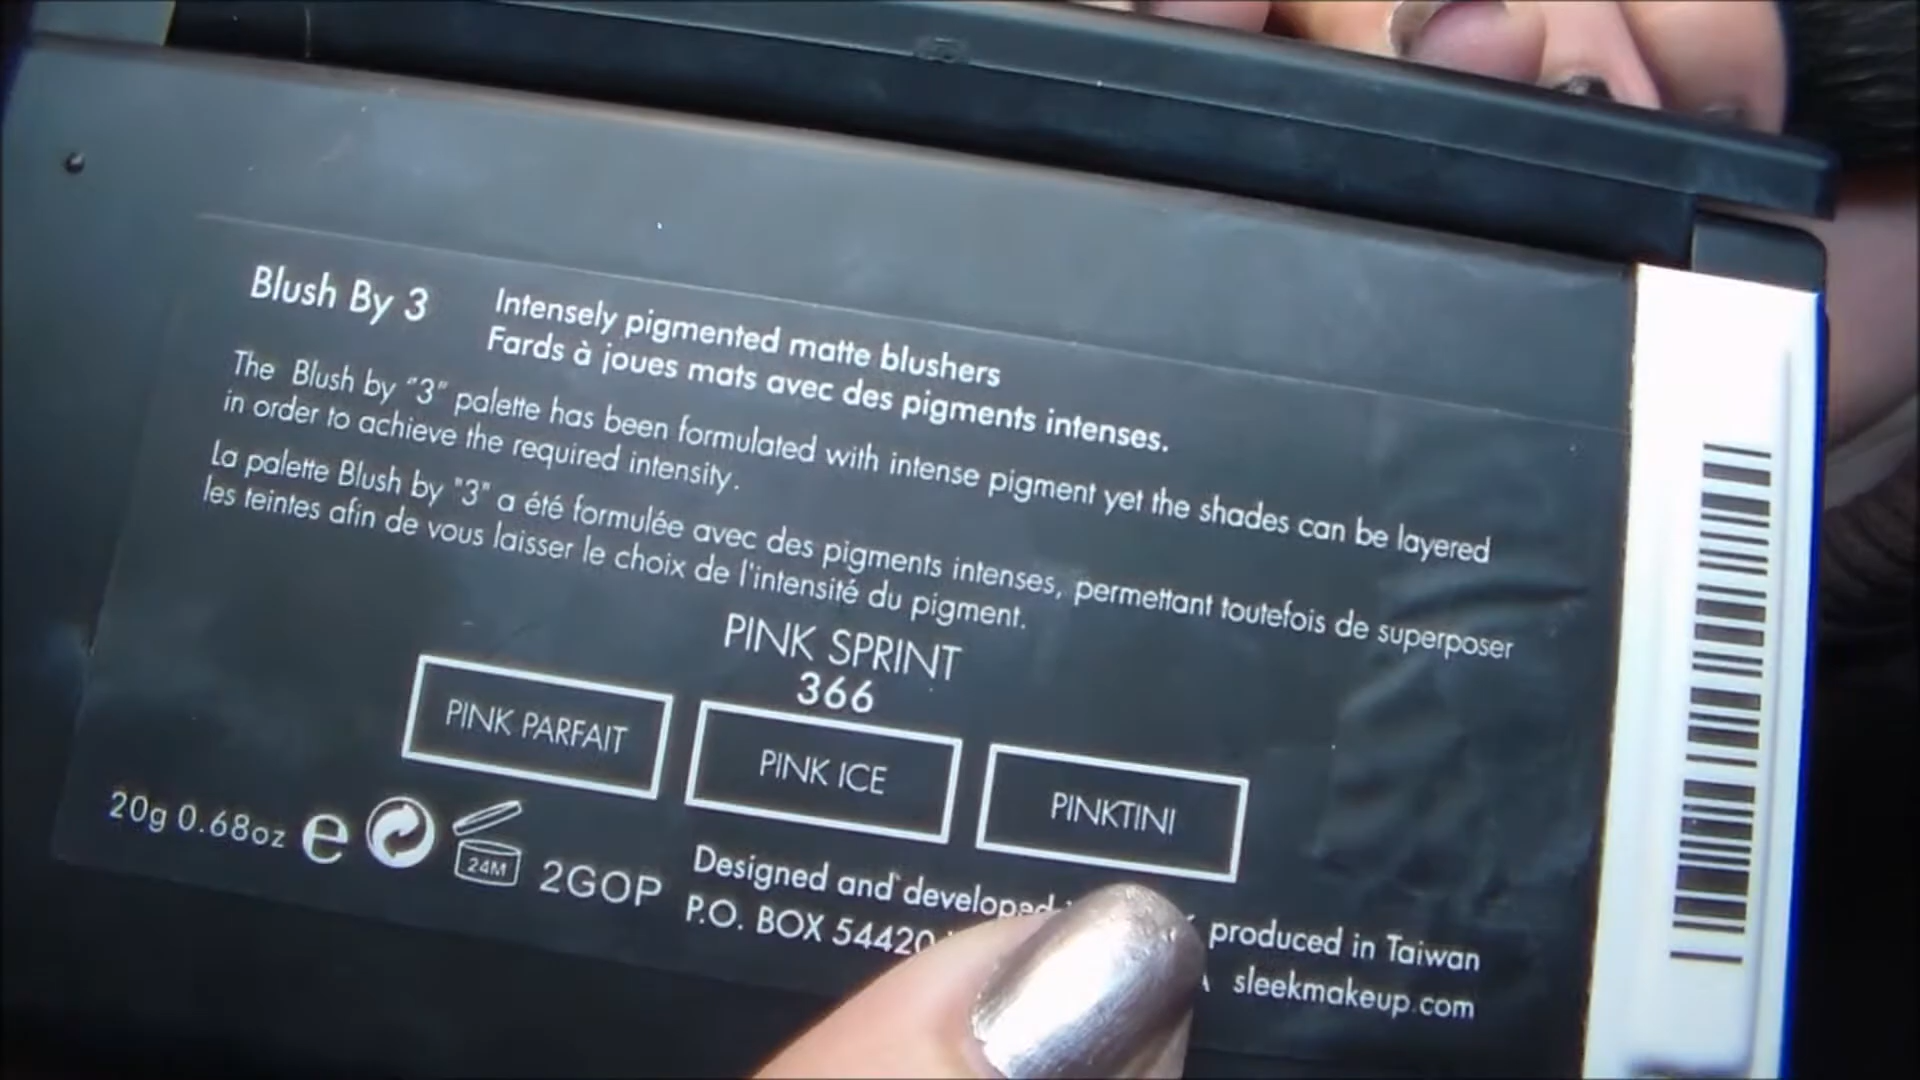 Blush By 3
Intensely pigmented matte blushers
Fards à joues mats avec des pigments intenses.
The Blush by "3" palette has been formulated with intense pigment yet the shades can be layered
in order to achieve the required intensity.
La palette Blush by "3" a été formulée avec des pigments intenses, permettant toutefois de superposer
les teintes afin de vous laisser le choix de l'intensité du pigment.
PINK SPRINT
366
PINK PARFAIT
PINK ICE
PINKTINI
20g 0.68oz e
24M
2GOP
Designed and developed produced in Taiwan
P.O. BOX 54420 sleekmakeup.com